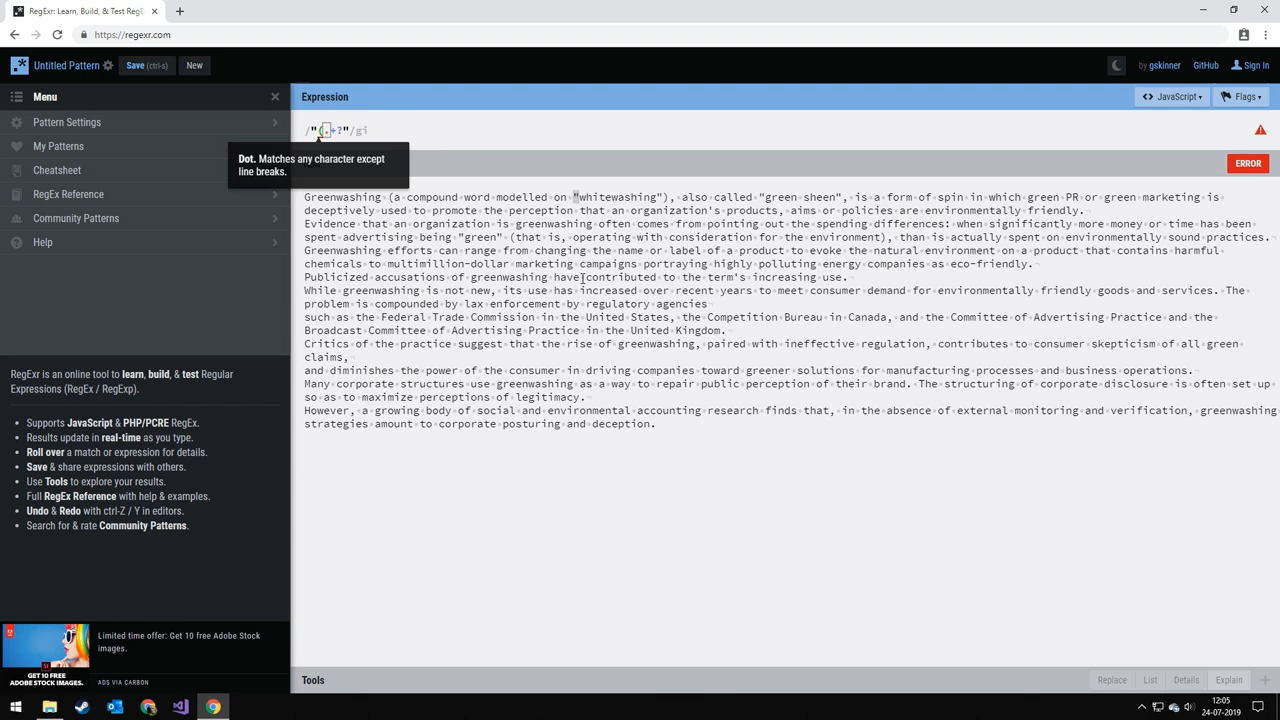 RegExr: Learn, Build, & Test RegEx
https://regexr.com
Untitled Pattern
Save (ctrl-s)
New
gskinner
GitHub
Sign In
Menu
Expression
JavaScript
Flags
Pattern Settings
/"(.+?"/gi
My Patterns
Dot. Matches any character except
line breaks.
Cheatsheet
ERROR
RegEx Reference
Community Patterns
Help
Greenwashing (a compound word modelled on "whitewashing"), also called "green sheen", is a form of spin in which green PR or green marketing is
deceptively used to promote the perception that an organization's products, aims or policies are environmentally friendly.
Evidence that an organization is greenwashing often comes from pointing out the spending differences: when significantly more money or time has been
spent advertising being "green" (that is, operating with consideration for the environment), than is actually spent on environmentally sound practices.
Greenwashing efforts can range from changing the name or label of a product to evoke the natural environment on a product that contains harmful
chemicals to multimillion-dollar marketing campaigns portraying highly polluting energy companies as eco-friendly.
Publicized accusations of greenwashing have contributed to the term's increasing use.
While greenwashing is not new, its use has increased over recent years to meet consumer demand for environmentally friendly goods and services. The
problem is compounded by lax enforcement by regulatory agencies
such as the Federal Trade Commission in the United States, the Competition Bureau in Canada, and the Committee of Advertising Practice and the
Broadcast Committee of Advertising Practice in the United Kingdom.
Critics of the practice suggest that the rise of greenwashing, paired with ineffective regulation, contributes to consumer skepticism of all green
claims,
and diminishes the power of the consumer in driving companies toward greener solutions for manufacturing processes and business operations.
Many corporate structures use greenwashing as a way to repair public perception of their brand. The structuring of corporate disclosure is often set up
so as to maximize perceptions of legitimacy.
However, a growing body of social and environmental accounting research finds that, in the absence of external monitoring and verification, greenwashing
strategies amount to corporate posturing and deception.
RegExr is an online tool to learn, build, & test Regular
Expressions (RegEx / RegExp).
Supports JavaScript & PHP/PCRE RegEx.
Results update in real-time as you type.
Roll over a match or expression for details.
Save & share expressions with others.
Use Tools to explore your results.
Full RegEx Reference with help & examples.
Undo & Redo with ctrl-Z / Y in editors.
Search for & rate Community Patterns.
Limited time offer: Get 10 free Adobe Stock
images.
GET 10 FREE
ADOBE STOCK IMAGES.
ADS VIA CARBON
Tools
Replace
List
Details
Explain
12:05
24-07-2019